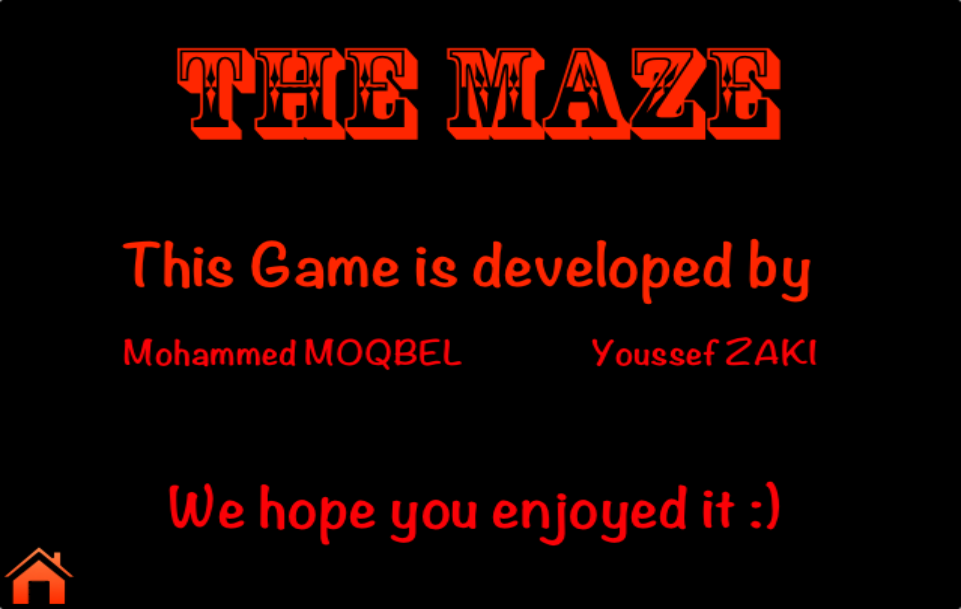 THE MAZE
This Game is developed by
Mohammed MOQBEL Youssef ZAKI
We hope you enjoyed it :)